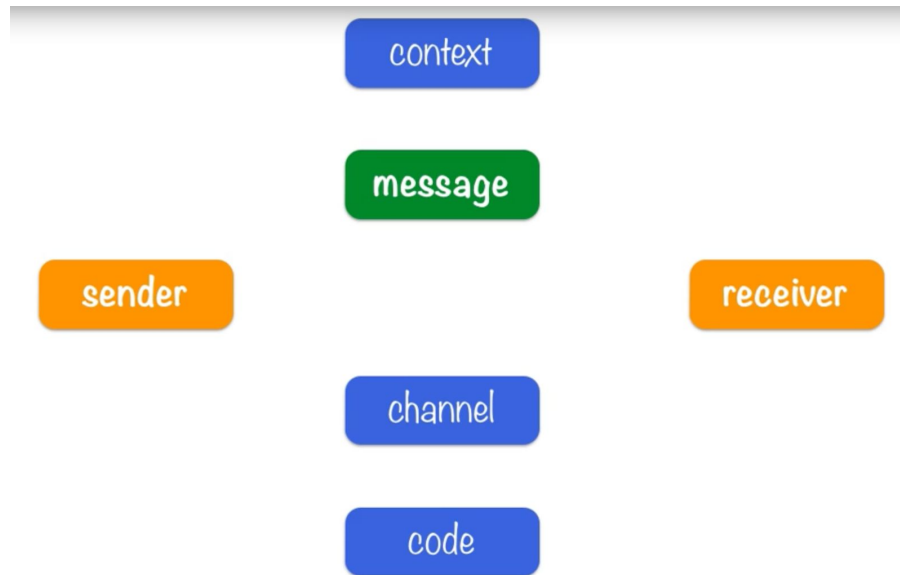 context
message
sender
receiver
channel
code